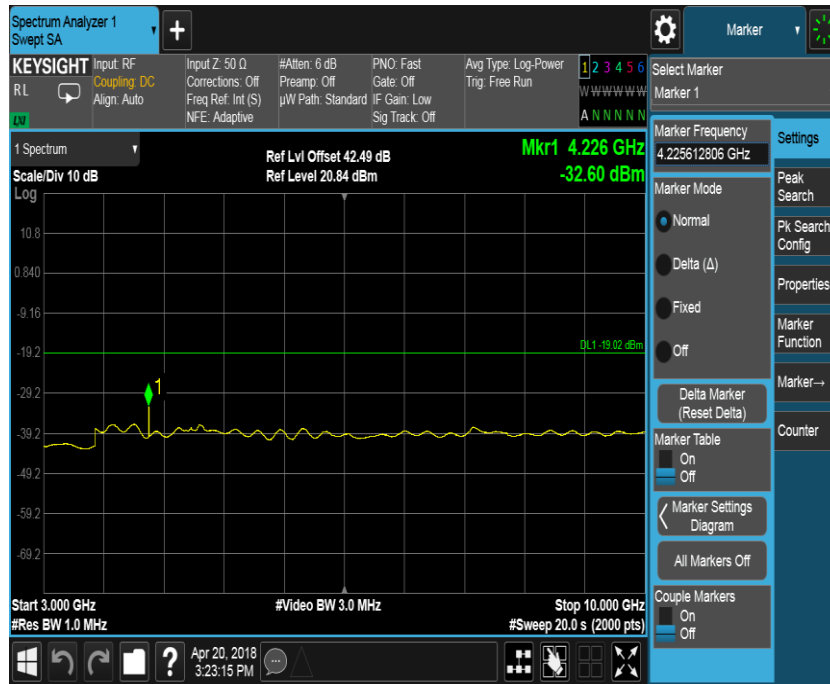 Spectrum Analyzer 1
Swept SA
+
Marker
KEYSIGHT
RL
LXI
Input: RF
Coupling: DC
Align: Auto
Input Z: 50 Ω
Corrections: Off
Freq Ref: Int (S)
NFE: Adaptive
#Atten: 6 dB
Preamp: Off
µW Path: Standard
PNO: Fast
Gate: Off
IF Gain: Low
Sig Track: Off
Avg Type: Log-Power
Trig: Free Run
1 2 3 4 5 6
W W W W W W
A N N N N N
1 Spectrum
Scale/Div 10 dB
Ref Lvl Offset 42.49 dB
Ref Level 20.84 dBm
Mkr1 4.226 GHz
-32.60 dBm
Log
10.8
0.840
-9.16
-19.2
-29.2
-39.2
-49.2
-59.2
-69.2
DL1 -19.02 dBm
1
Start 3.000 GHz
#Res BW 1.0 MHz
#Video BW 3.0 MHz
Stop 10.000 GHz
#Sweep 20.0 s (2000 pts)
Select Marker
Marker 1
Marker Frequency
4.225612806 GHz
Marker Mode
Normal
Delta (Δ)
Fixed
Off
Delta Marker
(Reset Delta)
Marker Table
On
Off
Marker Settings
Diagram
All Markers Off
Couple Markers
On
Off
Settings
Peak
Search
Pk Search
Config
Properties
Marker
Function
Marker→
Counter
?
Apr 20, 2018
3:23:15 PM